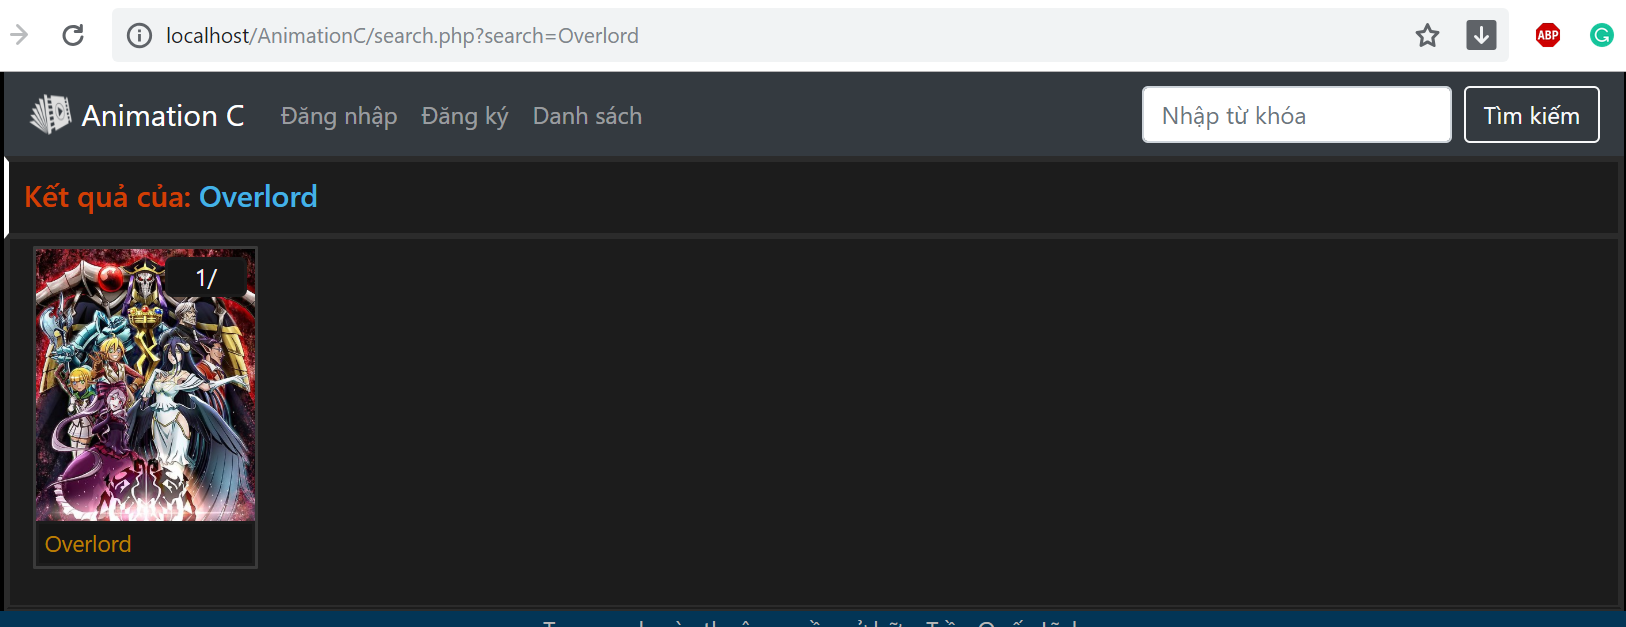 localhost/AnimationC/search.php?search=Overlord
ABP
Animation C Đăng nhập Đăng ký Danh sách Nhập từ khóa Tìm kiếm
Kết quả của: Overlord
1/
Overlord